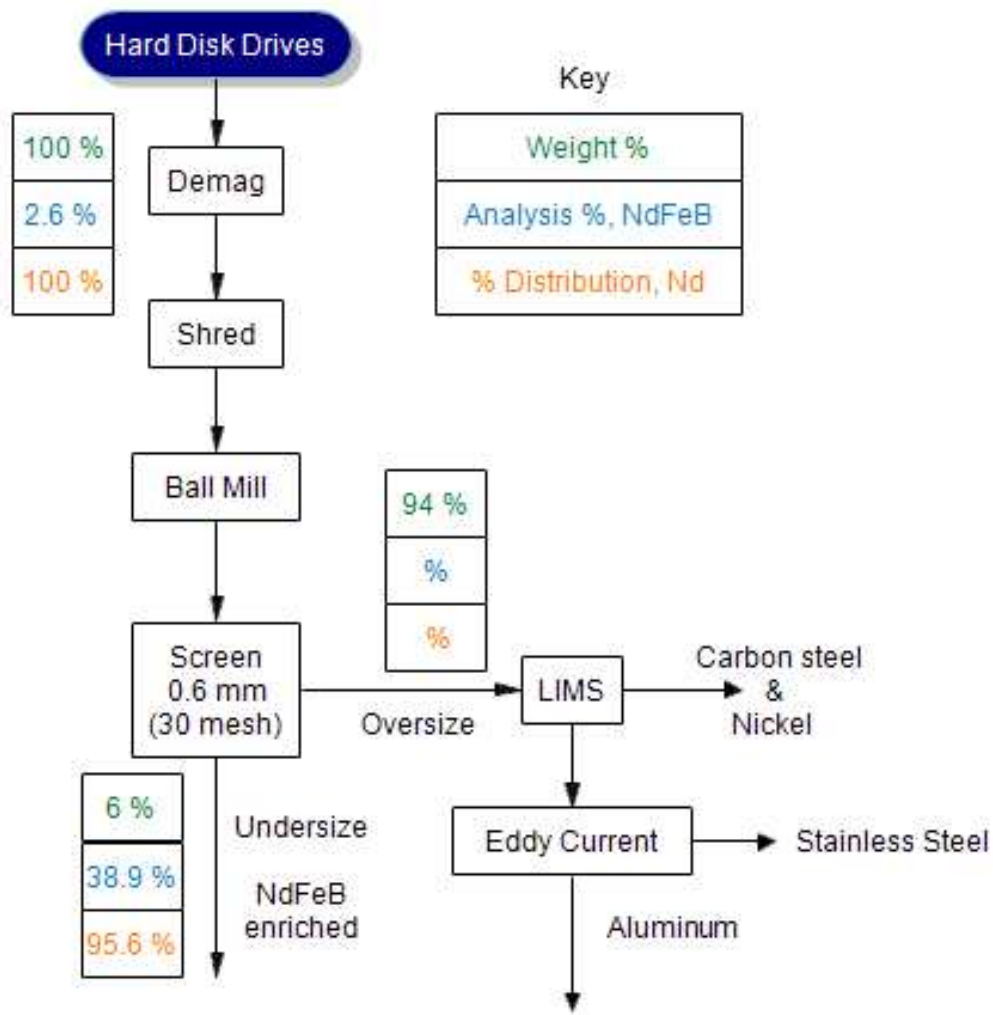 Hard Disk Drives
Key
100 %
2.6 %
100 %
Weight %
Analysis %, NdFeB
% Distribution, Nd
Demag
Shred
Ball Mill
94 %
%
%
Screen
0.6 mm
(30 mesh)
Oversize
LIMS
Carbon steel
&
Nickel
6 %
38.9 %
95.6 %
Undersize
NdFeB
enriched
Eddy Current
Stainless Steel
Aluminum